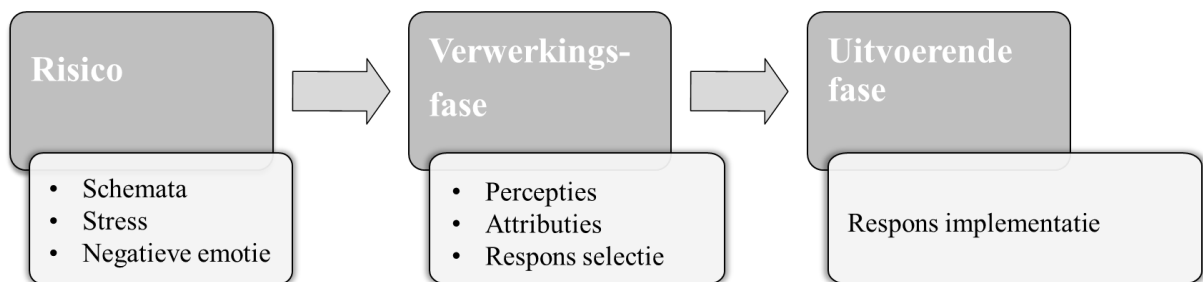 Risico
• Schemata
• Stress
• Negatieve emotie
Verwerkings-
fase
• Percepties
• Attributies
• Respons selectie
Uitvoerende
fase
Respons implementatie